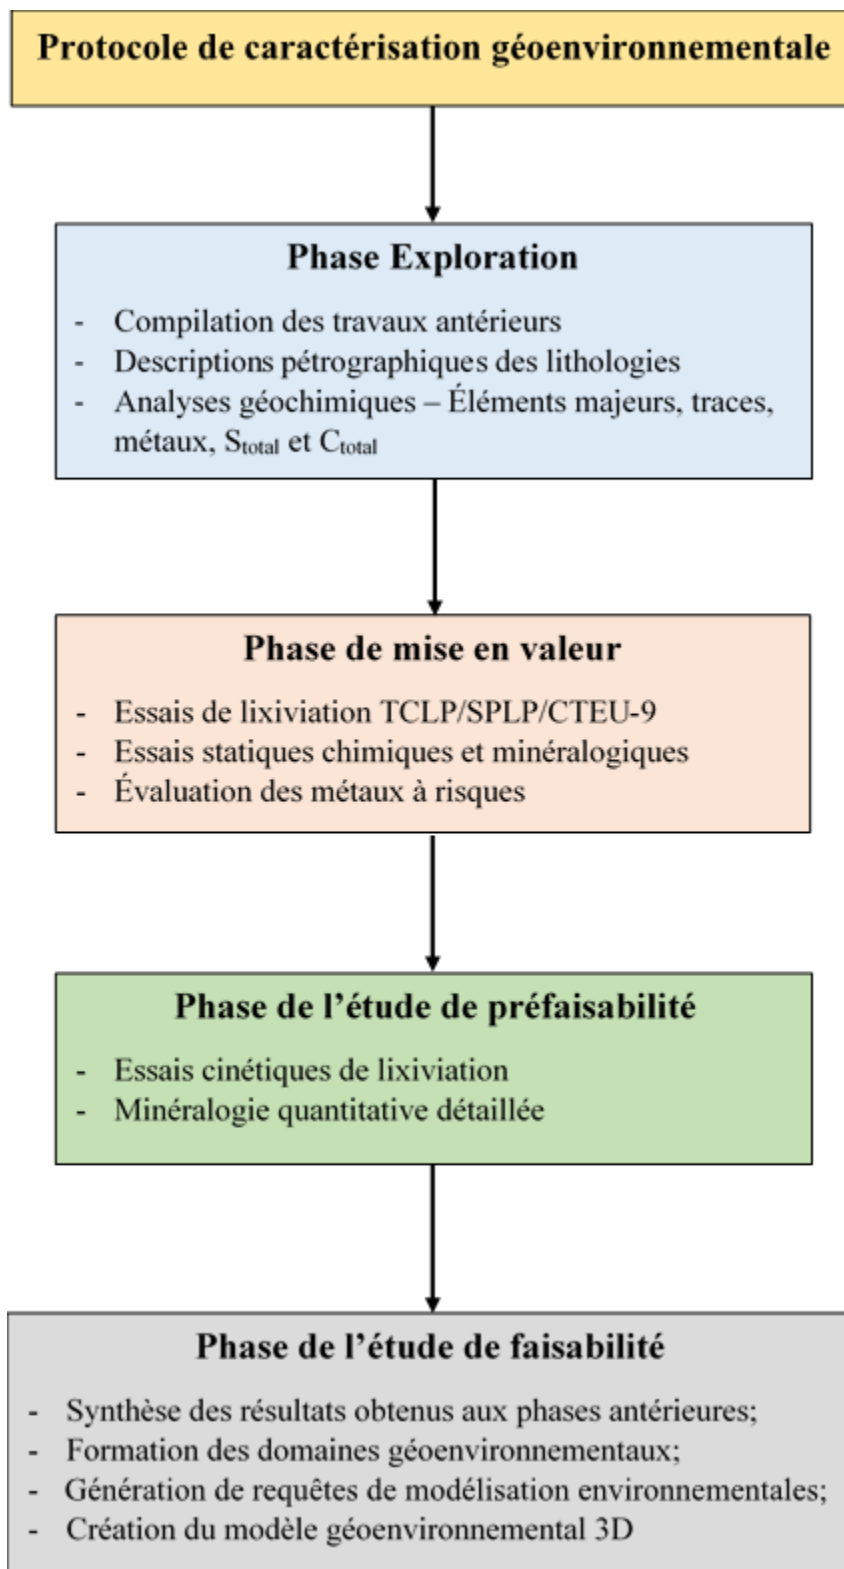 Protocole de caractérisation géoenvironnementale
Phase Exploration
- Compilation des travaux antérieurs
- Descriptions pétrographiques des lithologies
- Analyses géochimiques – Éléments majeurs, traces,
métaux, Stotal et Ctotal
Phase de mise en valeur
- Essais de lixiviation TCLP/SPLP/CTEU-9
- Essais statiques chimiques et minéralogiques
- Évaluation des métaux à risques
Phase de l’étude de préfaisabilité
- Essais cinétiques de lixiviation
- Minéralogie quantitative détaillée
Phase de l’étude de faisabilité
- Synthèse des résultats obtenus aux phases antérieures;
- Formation des domaines géoenvironnementaux;
- Génération de requêtes de modélisation environnementales;
- Création du modèle géoenvironnemental 3D